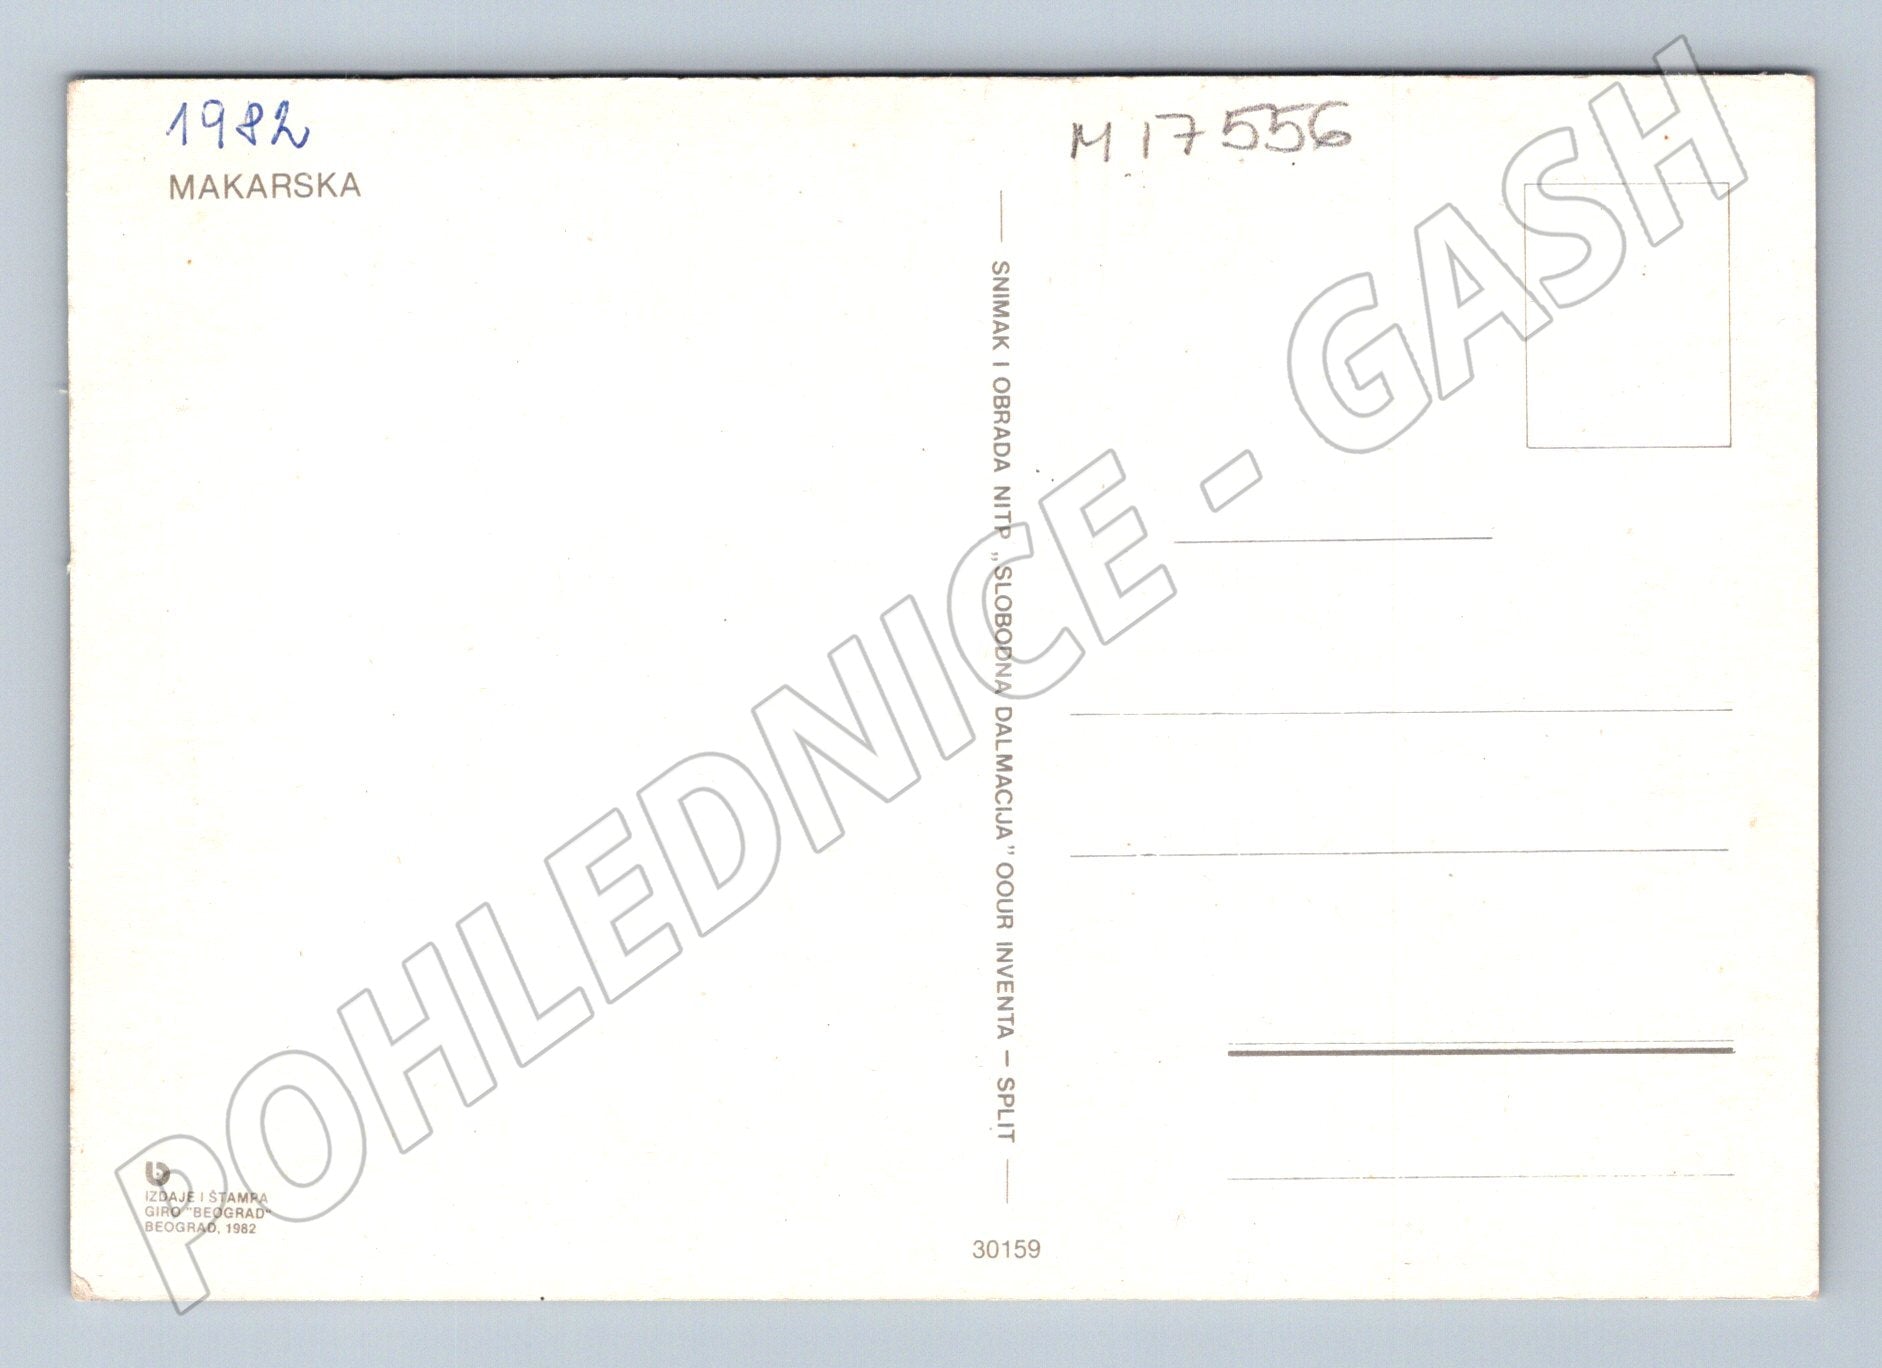 1982
MAKARSKA
M 17556
SNIMAK I OBRADA NITP „SLOBODNA DALMACIJA” OOUR INVENTA – SPLIT
POHLEDNICE - GASH
IZDAJE I ŠTAMPA
GIRO "BEOGRAD"
BEOGRAD, 1982
30159